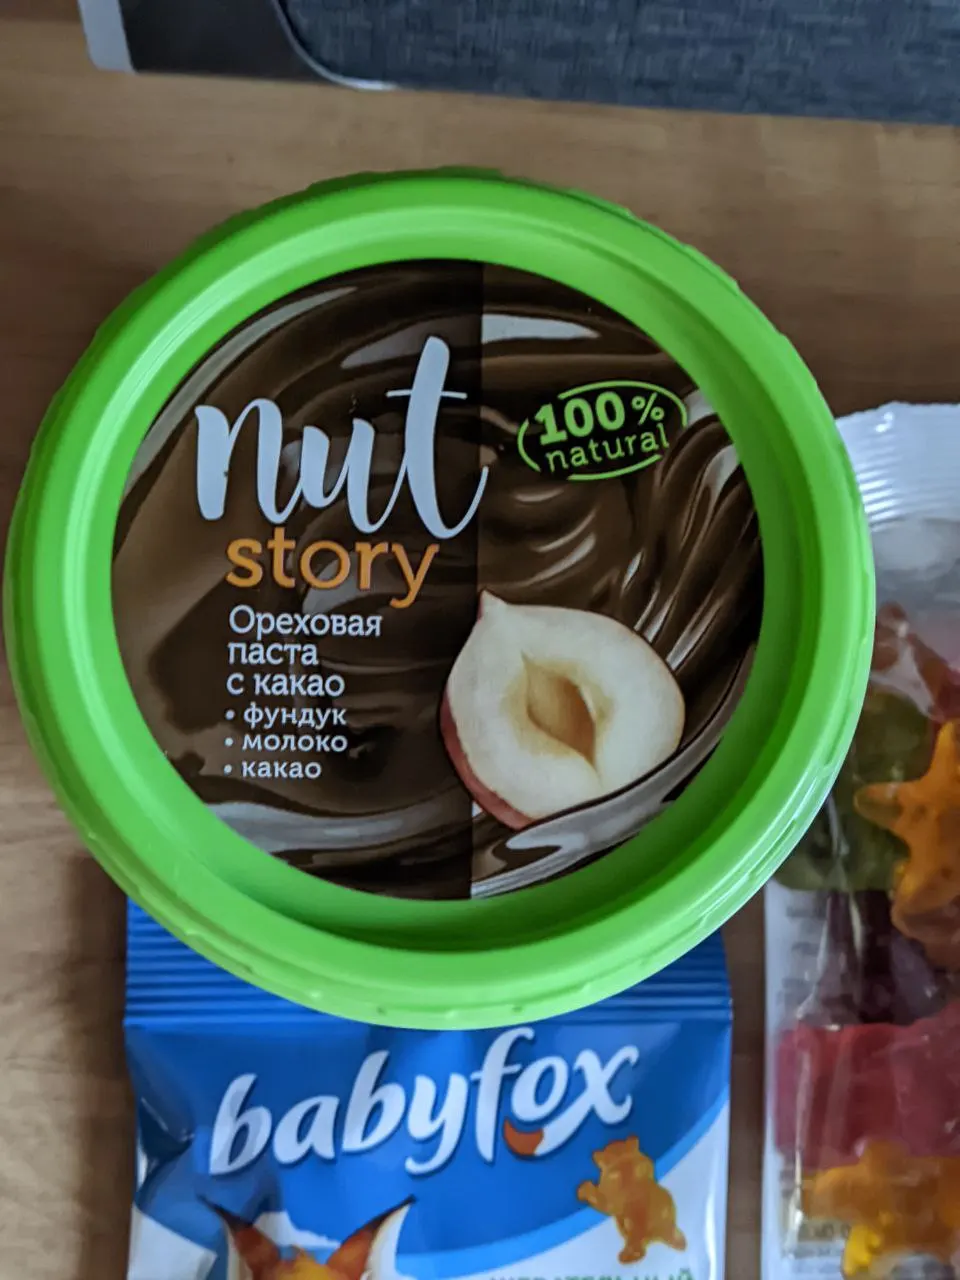 nut
story
100%
natural
Ореховая
паста
с какао
• фундук
• молоко
• какао
babyfox